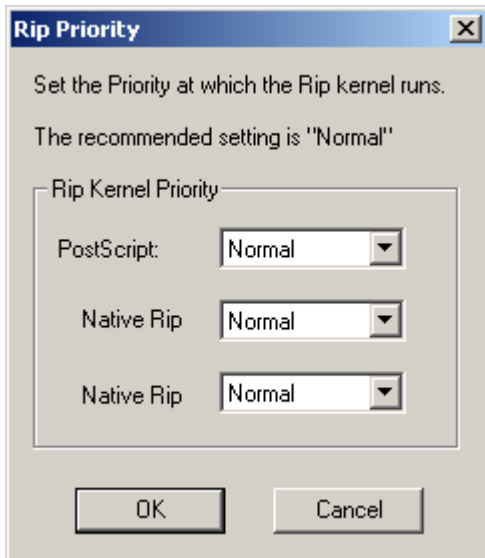 Rip Priority
Set the Priority at which the Rip kernel runs.
The recommended setting is "Normal"
Rip Kernel Priority
PostScript: Normal
Native Rip Normal
Native Rip Normal
OK Cancel